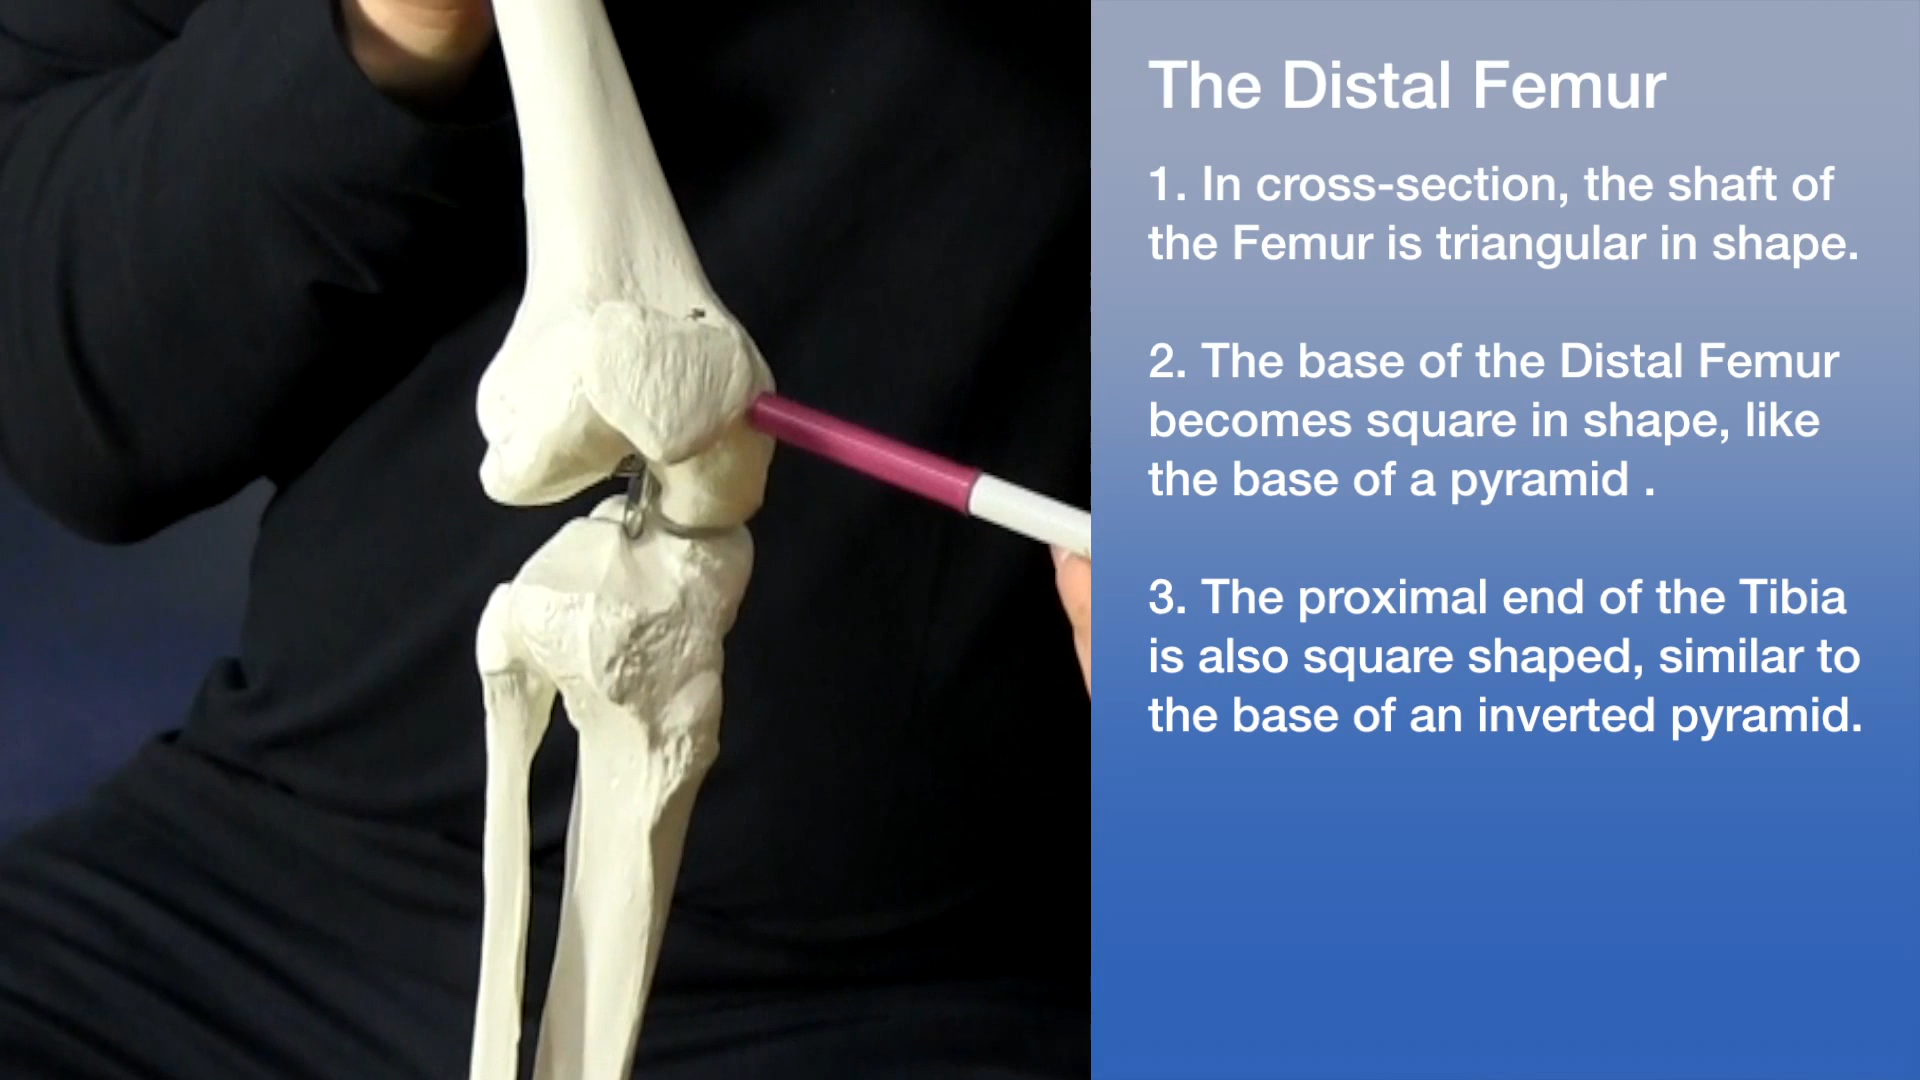 The Distal Femur
1. In cross-section, the shaft of
the Femur is triangular in shape.
2. The base of the Distal Femur
becomes square in shape, like
the base of a pyramid .
3. The proximal end of the Tibia
is also square shaped, similar to
the base of an inverted pyramid.